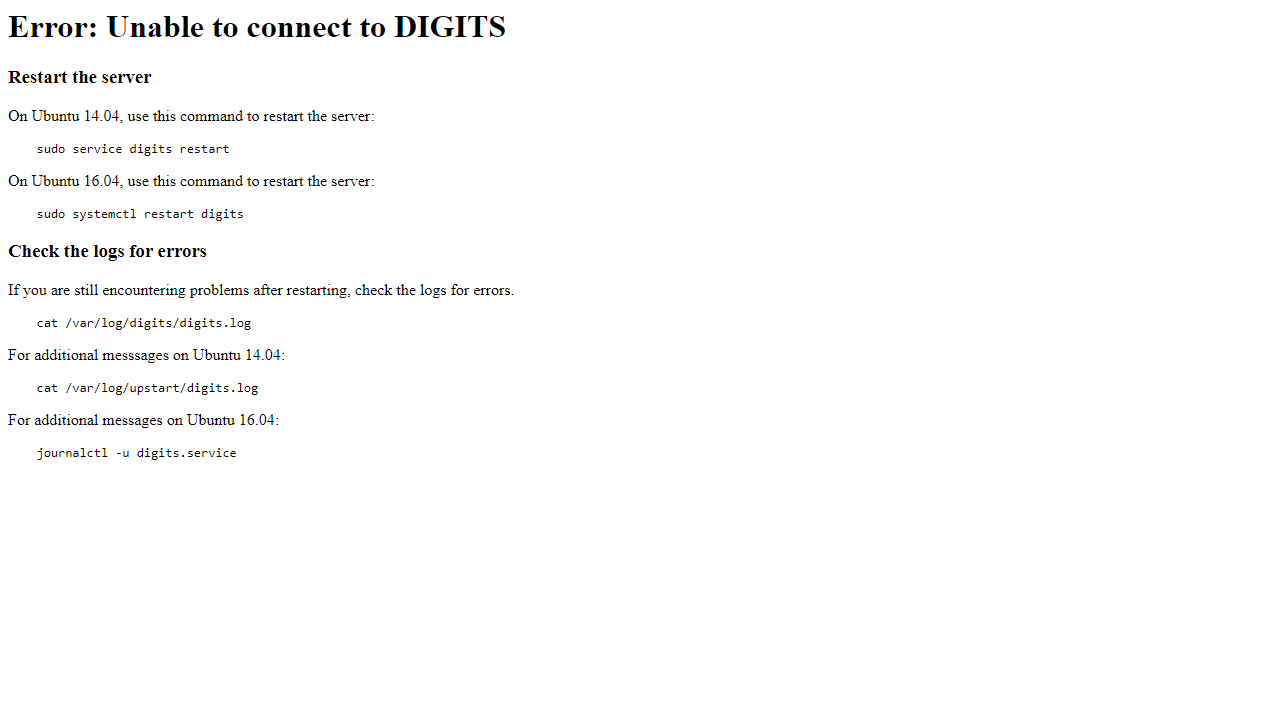 Error: Unable to connect to DIGITS
Restart the server
On Ubuntu 14.04, use this command to restart the server:
sudo service digits restart
On Ubuntu 16.04, use this command to restart the server:
sudo systemctl restart digits
Check the logs for errors
If you are still encountering problems after restarting, check the logs for errors.
cat /var/log/digits/digits.log
For additional messsages on Ubuntu 14.04:
cat /var/log/upstart/digits.log
For additional messages on Ubuntu 16.04:
journalctl -u digits.service